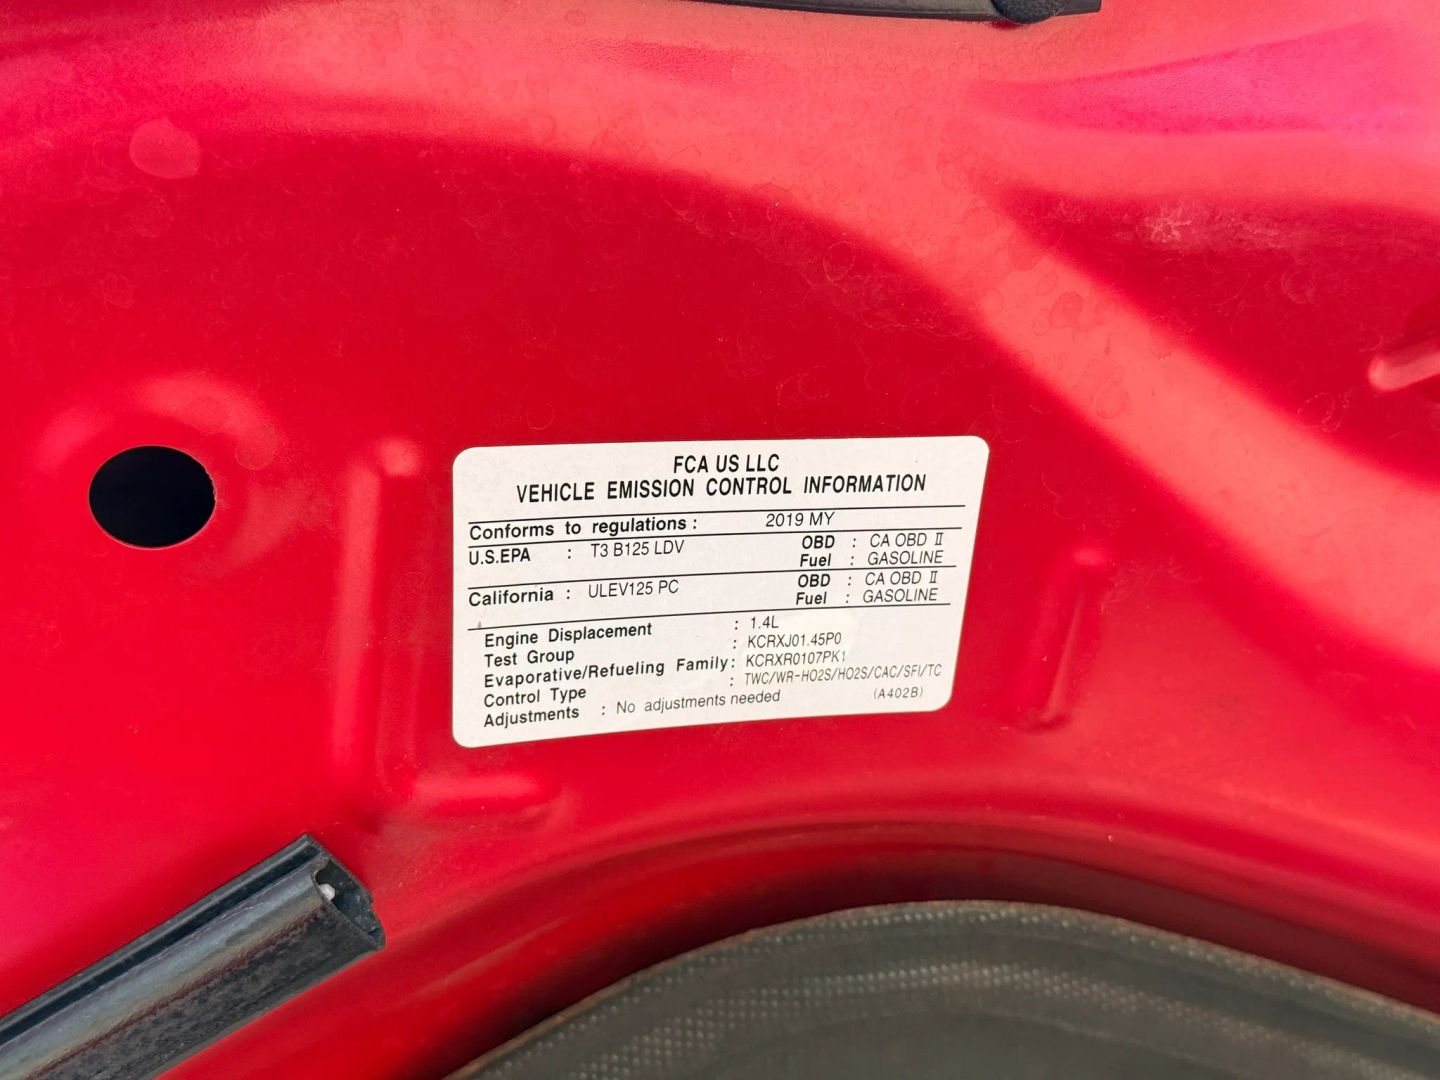 FCA US LLC
VEHICLE EMISSION CONTROL INFORMATION
Conforms to regulations : 2019 MY
U.S.EPA : T3 B125 LDV OBD : CA OBD II
Fuel : GASOLINE
California : ULEV125 PC OBD : CA OBD II
Fuel : GASOLINE
Engine Displacement : 1.4L
Test Group : KCRXJ01.45P0
Evaporative/Refueling Family: KCRXR0107PK1
Control Type : TWC/WR-HO2S/HO2S/CAC/SFI/TC
Adjustments : No adjustments needed (A402B)